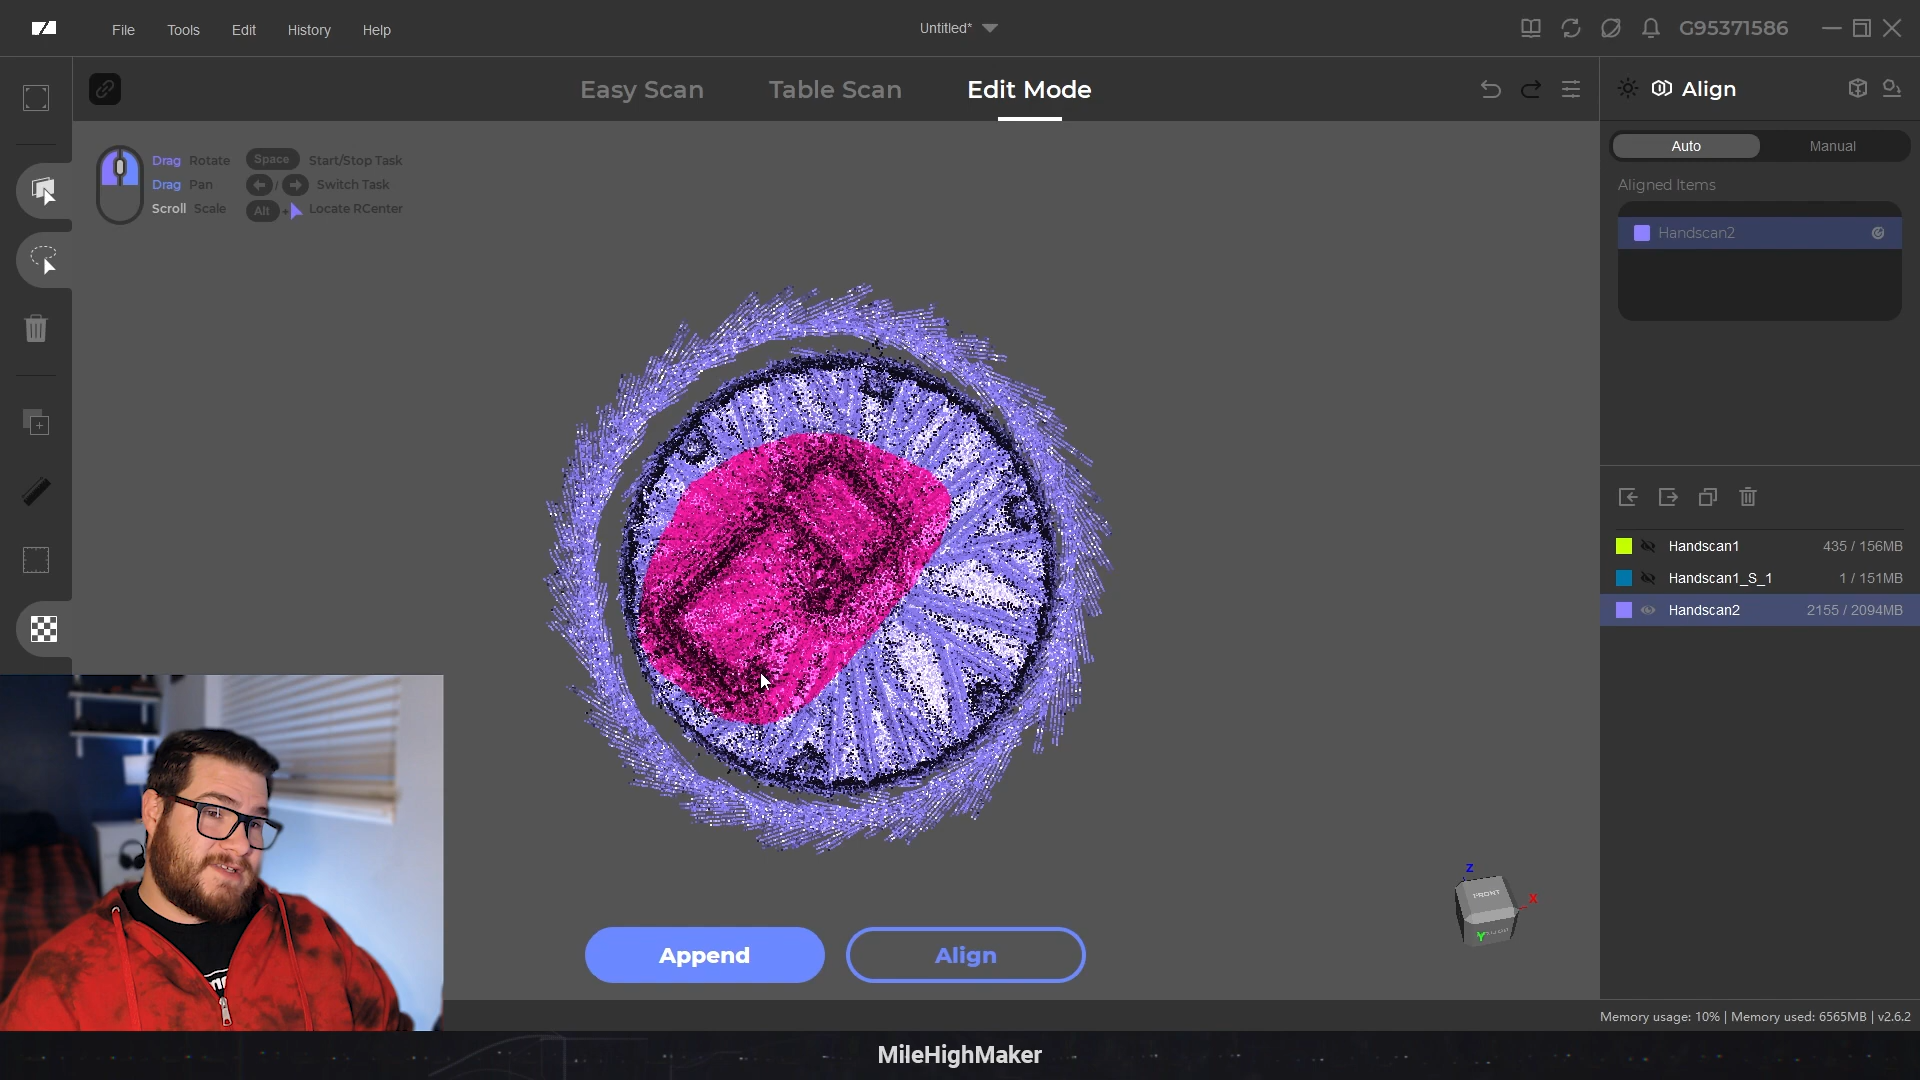 File Tools Edit History Help
Untitled*
G95371586
Easy Scan Table Scan Edit Mode
Align
Auto Manual
Aligned Items
Handscan2
Drag Rotate Space Start/Stop Task
Drag Pan / Switch Task
Scroll Scale Alt + Locate RCenter
Handscan1 435 / 156MB
Handscan1_S_1 1 / 151MB
Handscan2 2155 / 2094MB
Z
FRONT
X
Y
Append Align
Memory usage: 10% | Memory used: 6565MB | v2.6.2
MileHighMaker